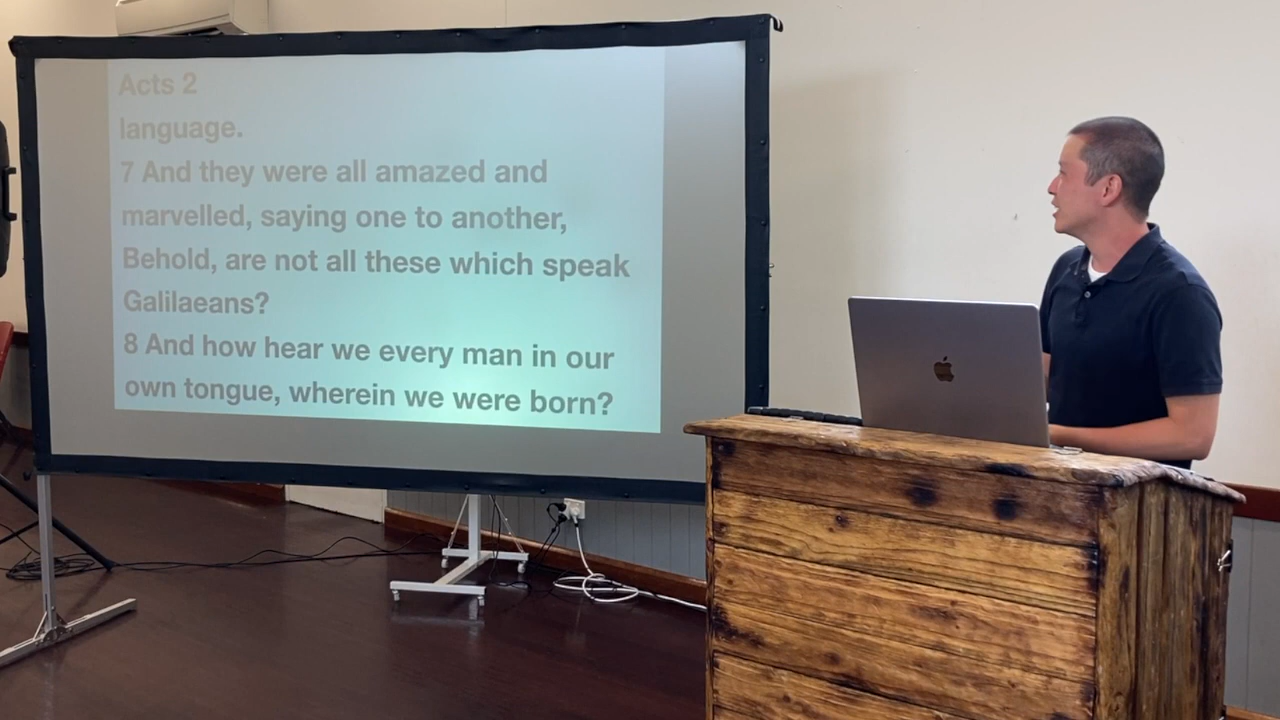 Acts 2
language.
7 And they were all amazed and
marvelled, saying one to another,
Behold, are not all these which speak
Galilaeans?
8 And how hear we every man in our
own tongue, wherein we were born?